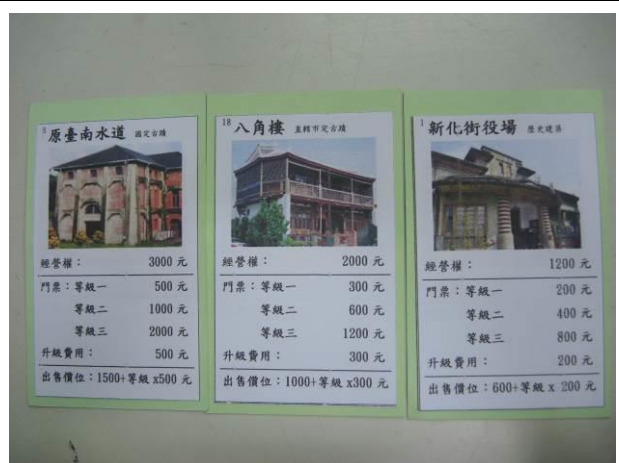 8 原臺南水道 國定古蹟
經營權： 3000 元
門票：等級一 500 元
等級二 1000 元
等級三 2000 元
升級費用： 500 元
出售價位：1500+等級 x500 元
18 八角樓 直轄市定古蹟
經營權： 2000 元
門票：等級一 300 元
等級二 600 元
等級三 1200 元
升級費用： 300 元
出售價位：1000+等級 x300 元
1 新化街役場 歷史建築
經營權： 1200 元
門票：等級一 200 元
等級二 400 元
等級三 800 元
升級費用： 200 元
出售價位：600+等級 x 200 元